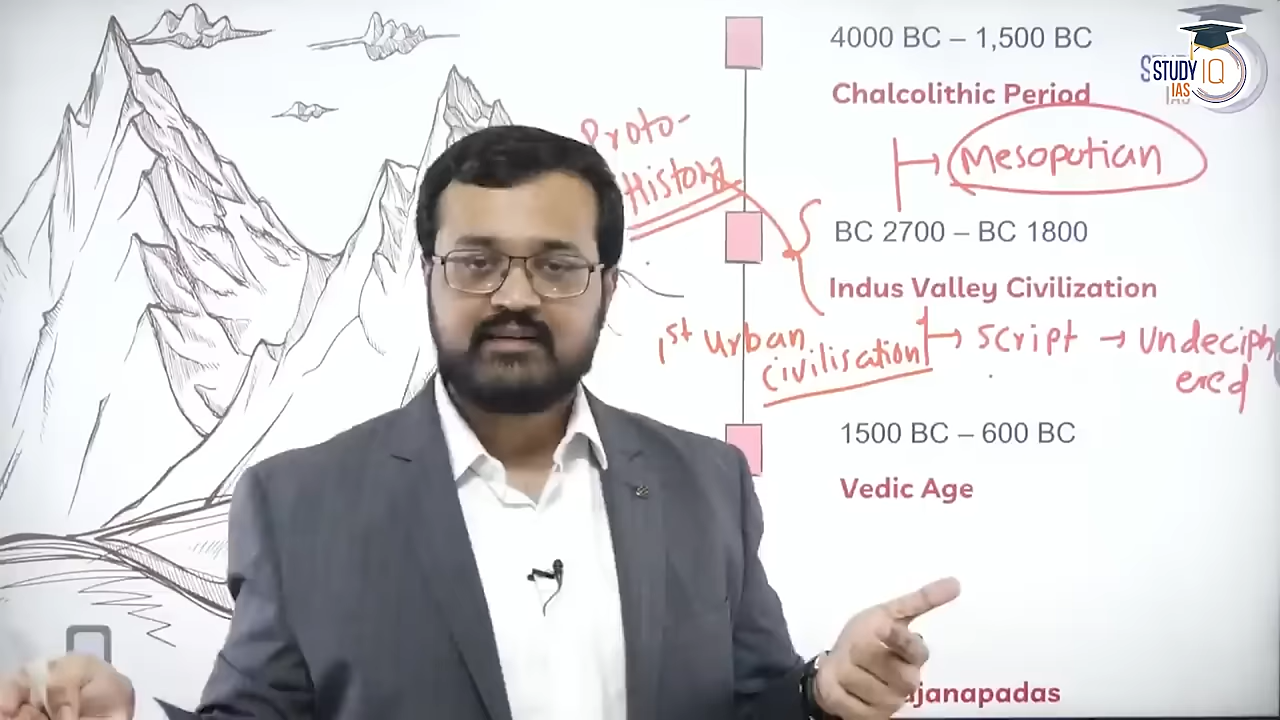 4000 BC – 1,500 BC
Chalcolithic Period
STUDY IQ
IAS
Proto-
History
Mesopotian
BC 2700 – BC 1800
Indus Valley Civilization
1st Urban
civilisation
script → Undeciph
ered
1500 BC – 600 BC
Vedic Age
ajanapadas